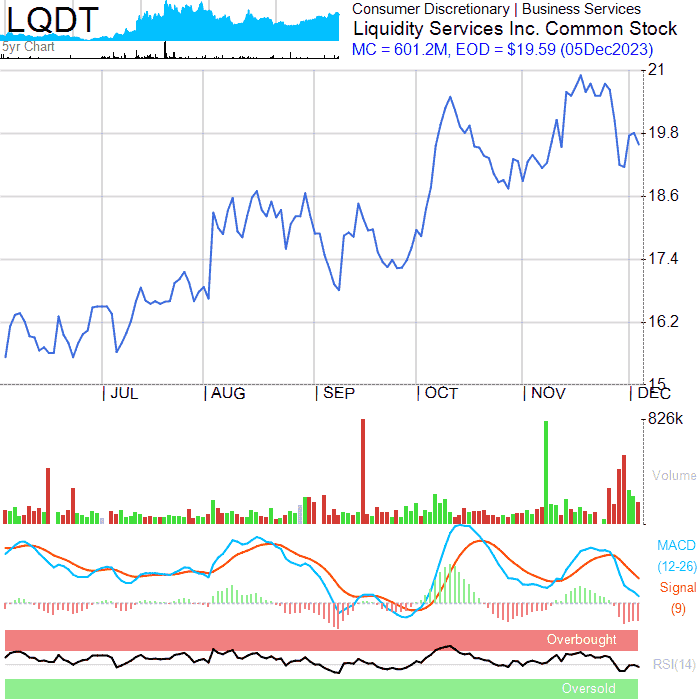 LQDT
5yr Chart
Consumer Discretionary | Business Services
Liquidity Services Inc. Common Stock
MC = 601.2M, EOD = $19.59 (05Dec2023)
21
19.8
18.6
17.4
16.2
15
JUL AUG SEP OCT NOV DEC
826k
Volume
MACD
(12-26)
Signal
(9)
Overbought
RSI(14)
Oversold